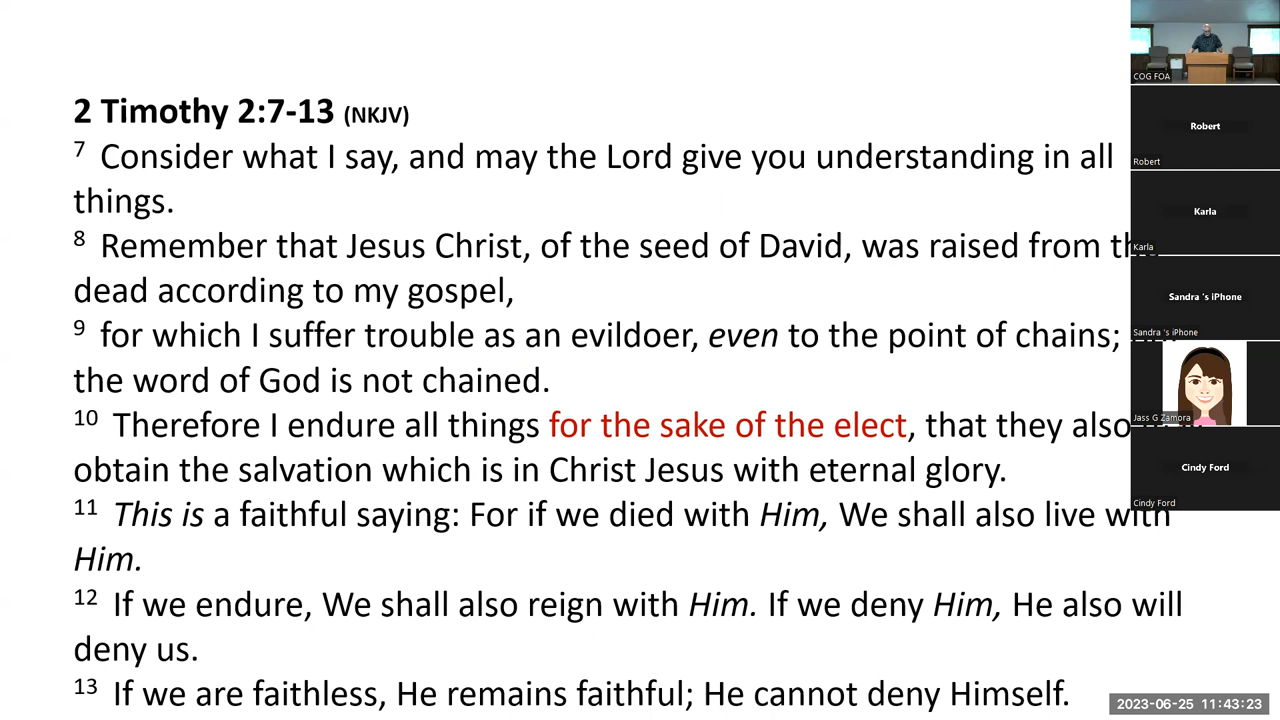 2 Timothy 2:7-13 (NKJV)
7 Consider what I say, and may the Lord give you understanding in all
things.
8 Remember that Jesus Christ, of the seed of David, was raised from the
dead according to my gospel,
9 for which I suffer trouble as an evildoer, even to the point of chains;
the word of God is not chained.
10 Therefore I endure all things for the sake of the elect, that they also
obtain the salvation which is in Christ Jesus with eternal glory.
11 This is a faithful saying: For if we died with Him, We shall also live with
Him.
12 If we endure, We shall also reign with Him. If we deny Him, He also will
deny us.
13 If we are faithless, He remains faithful; He cannot deny Himself.
COG FOA
Robert
Robert
Karla
Karla
Sandra 's iPhone
Sandra 's iPhone
Jass G Zamora
Cindy Ford
Cindy Ford
2023-06-25 11:43:23